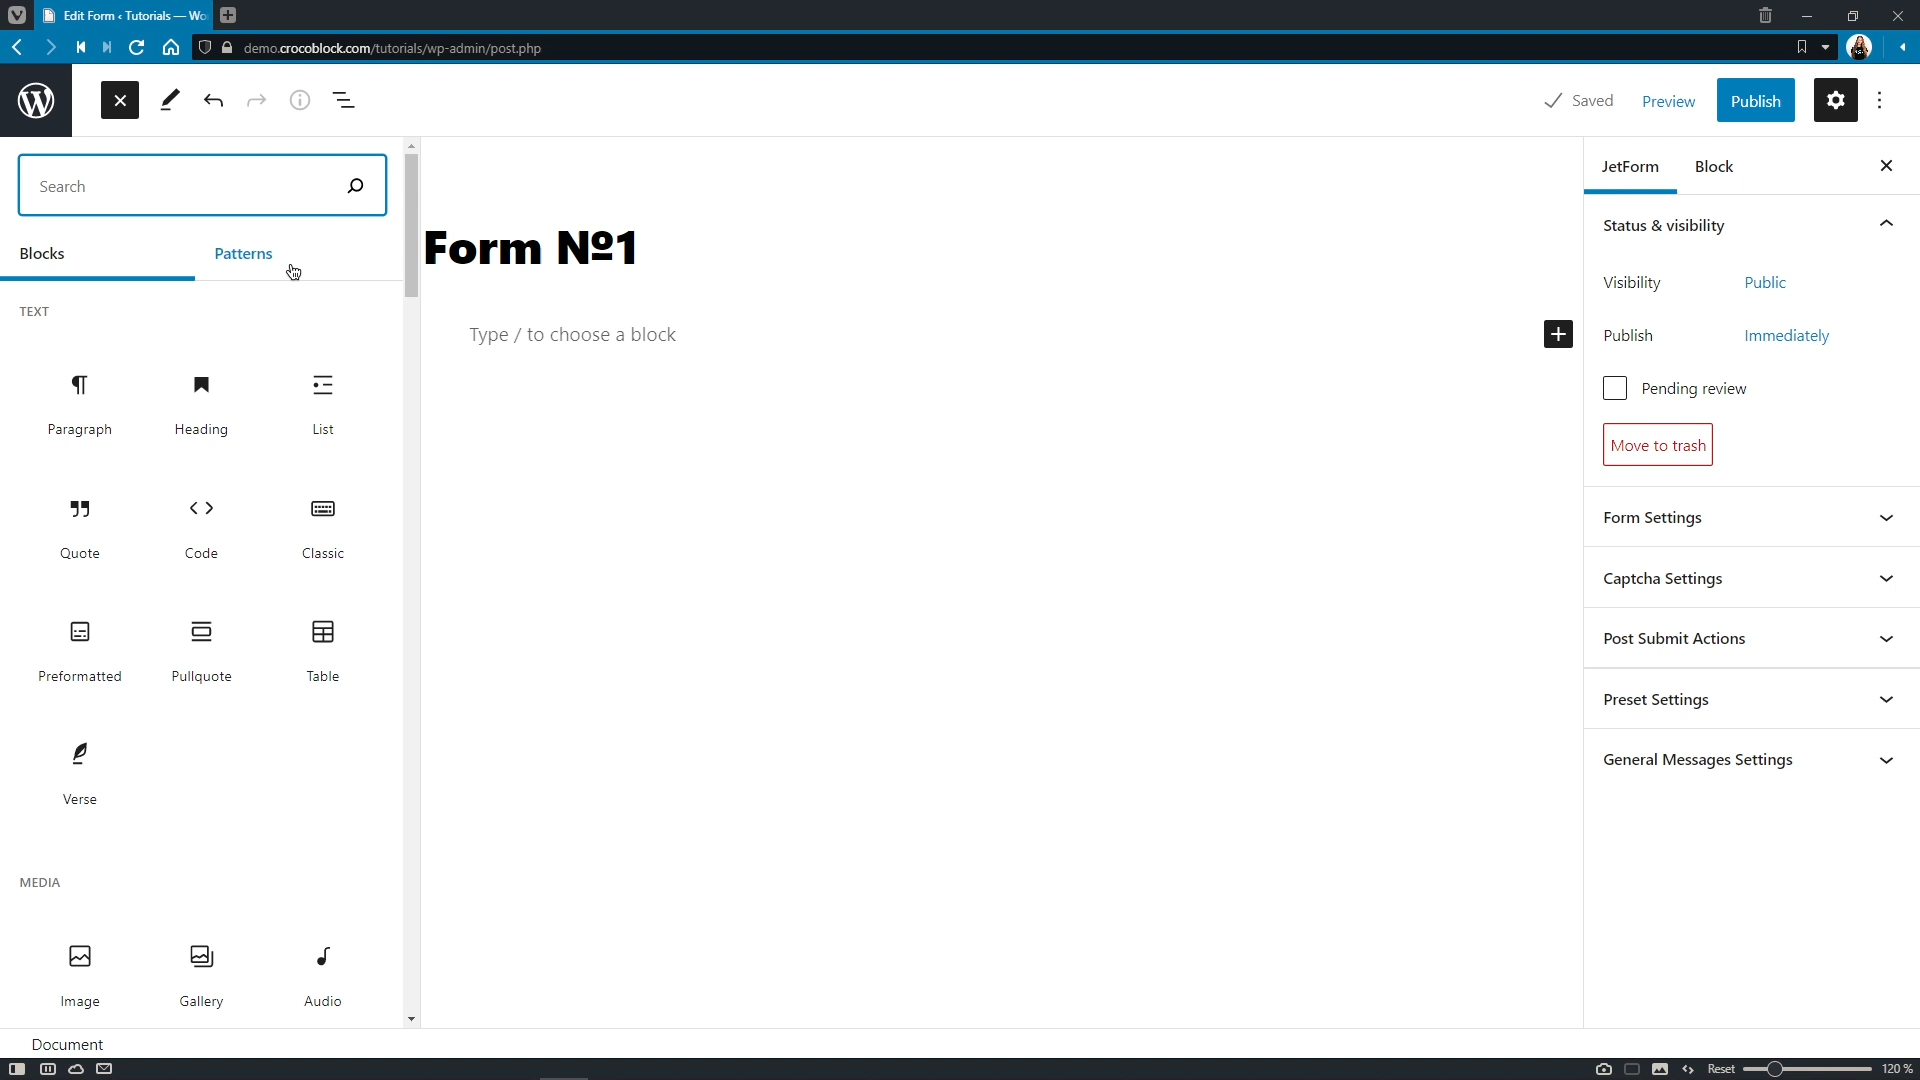 Edit Form ‹ Tutorials — Wo
demo.crocoblock.com/tutorials/wp-admin/post.php
Saved
Preview
Publish
Search
Blocks
Patterns
TEXT
Paragraph
Heading
List
Quote
Code
Classic
Preformatted
Pullquote
Table
Verse
MEDIA
Image
Gallery
Audio
Form №1
Type / to choose a block
JetForm
Block
Status & visibility
Visibility
Public
Publish
Immediately
Pending review
Move to trash
Form Settings
Captcha Settings
Post Submit Actions
Preset Settings
General Messages Settings
Document
Reset
120 %